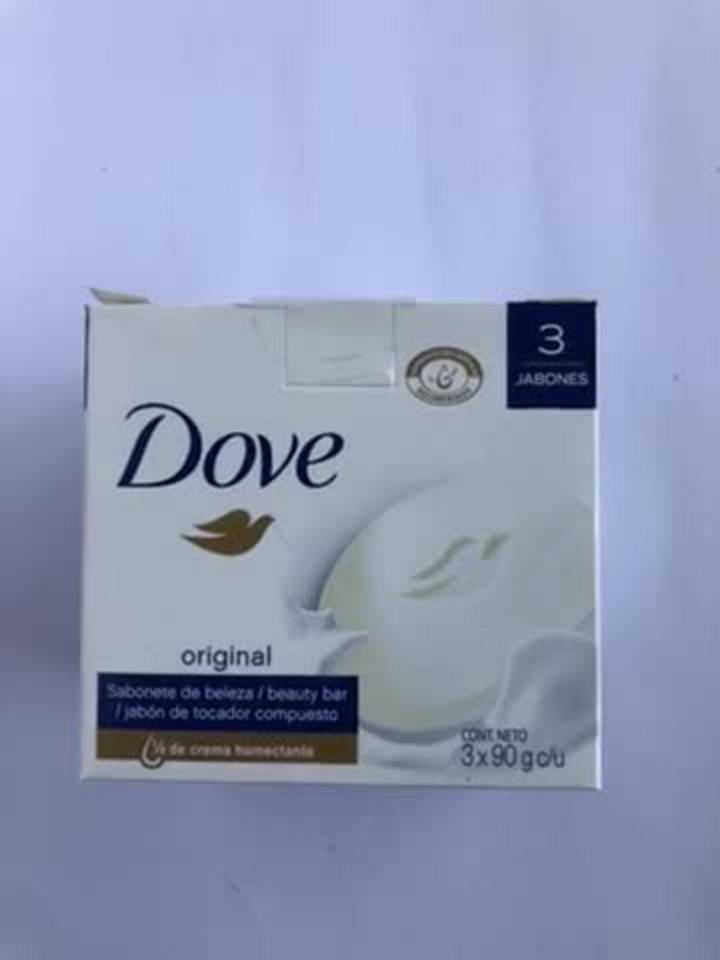 3
JABONES
Dove
original
Sabonete de beleza / beauty bar
/ jabón de tocador compuesto
¼ de crema humectante
CONT. NETO
3 x 90 g c/u